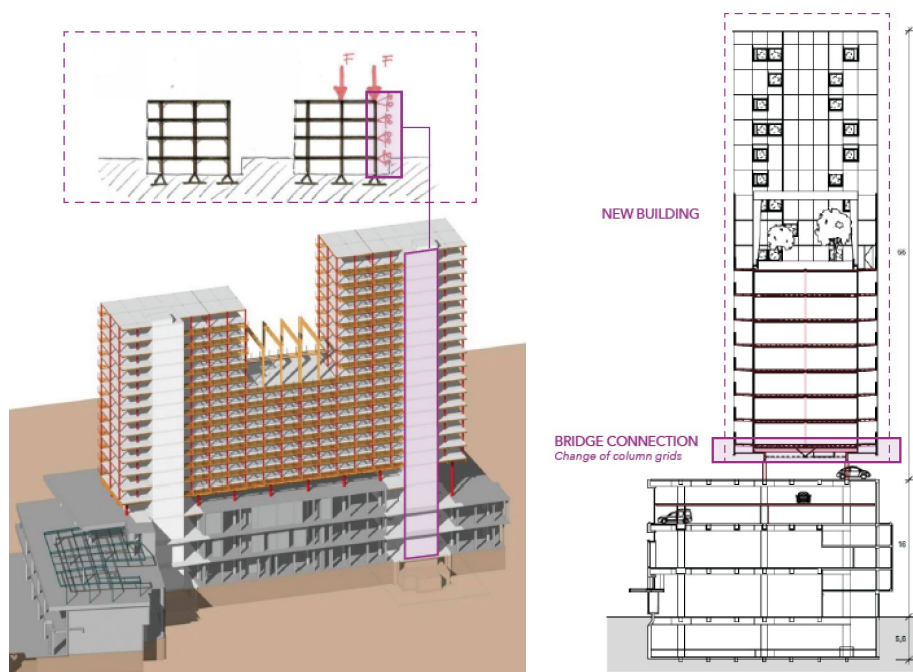 F F
NEW BUILDING
96
BRIDGE CONNECTION
Change of column grids
16
5,6